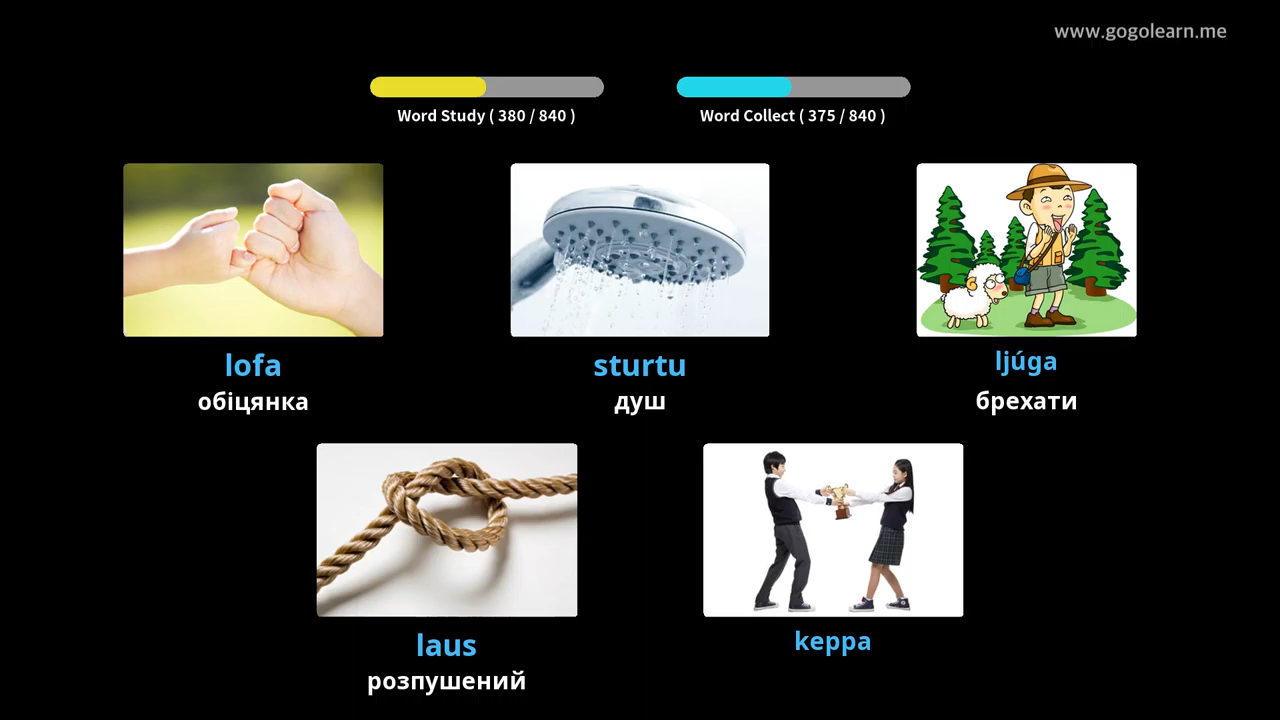 www.gogolearn.me
Word Study ( 380 / 840 )
Word Collect ( 375 / 840 )
lofa
обіцянка
sturtu
душ
ljúga
брехати
laus
розпушений
keppa